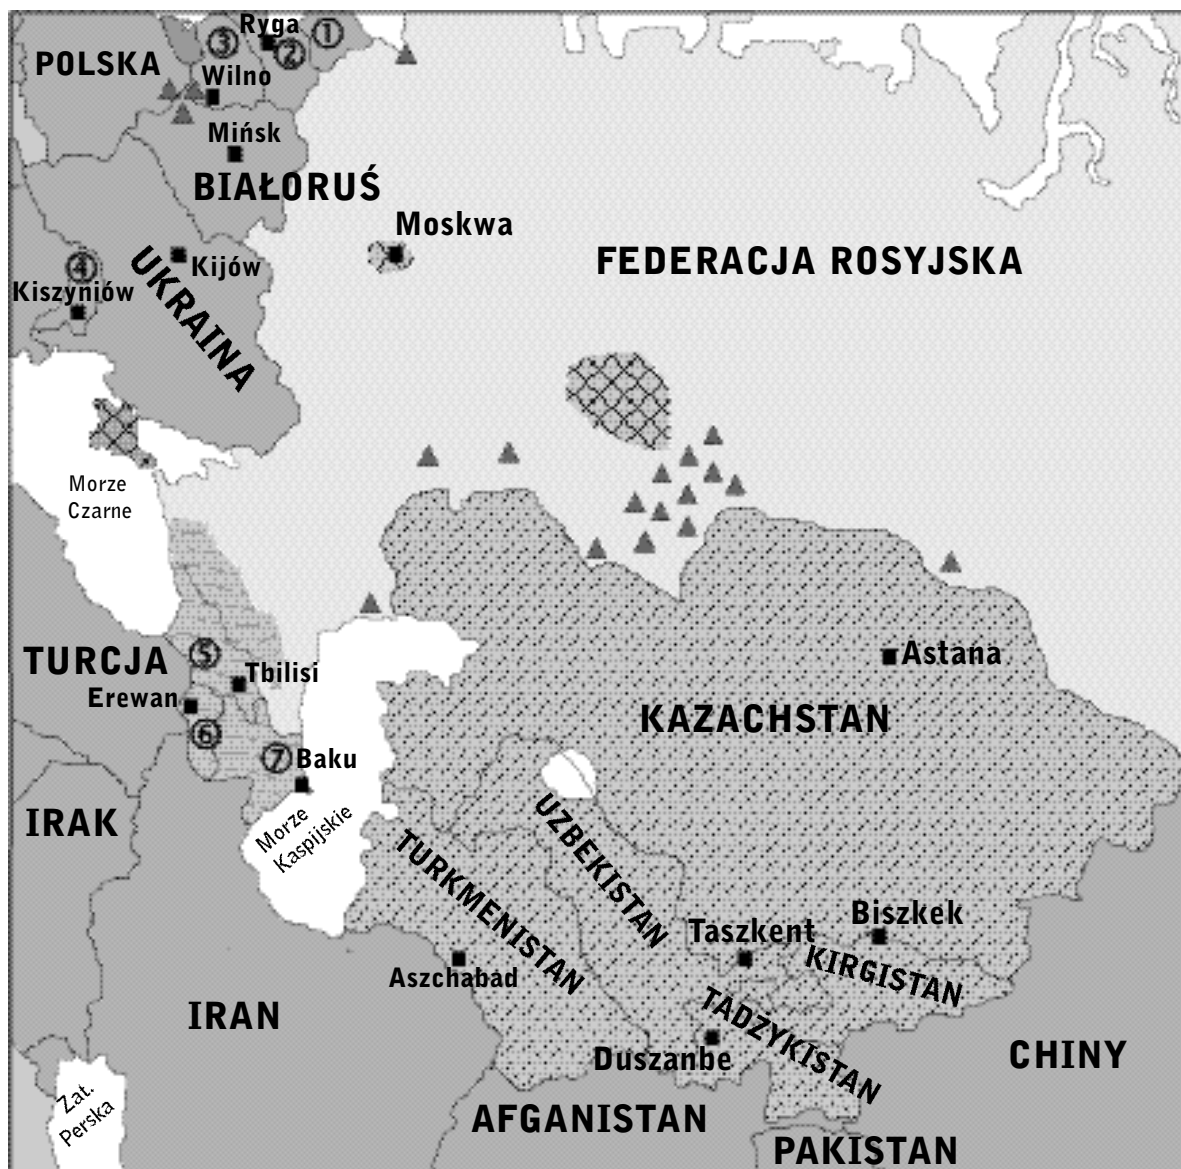 Ryga
①
③
②
POLSKA
Wilno
Mińsk
BIAŁORUŚ
Moskwa
FEDERACJA ROSYJSKA
④
Kijów
Kiszyniów
UKRAINA
Morze
Czarne
⑤
TURCJA
Tbilisi
Astana
Erewan
⑥
KAZACHSTAN
⑦
Baku
IRAK
Morze
Kaspijskie
UZBEKISTAN
TURKMENISTAN
Biszkek
Taszkent
KIRGISTAN
Aszchabad
IRAN
TADZYKISTAN
Duszanbe
CHINY
Zat.
Perska
AFGANISTAN
PAKISTAN